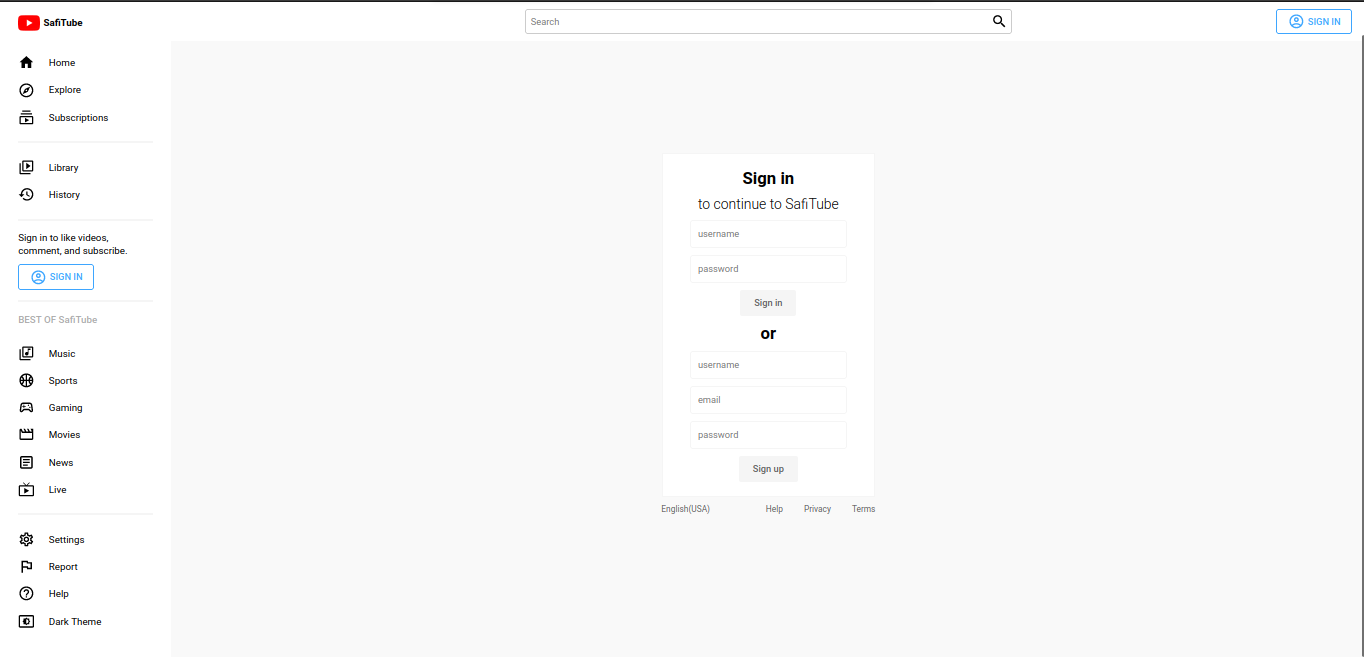 SafiTube
Search
SIGN IN
Home
Explore
Subscriptions
Library
History
Sign in to like videos,
comment, and subscribe.
SIGN IN
BEST OF SafiTube
Music
Sports
Gaming
Movies
News
Live
Settings
Report
Help
Dark Theme
Sign in
to continue to SafiTube
username
password
Sign in
or
username
email
password
Sign up
English(USA) Help Privacy Terms